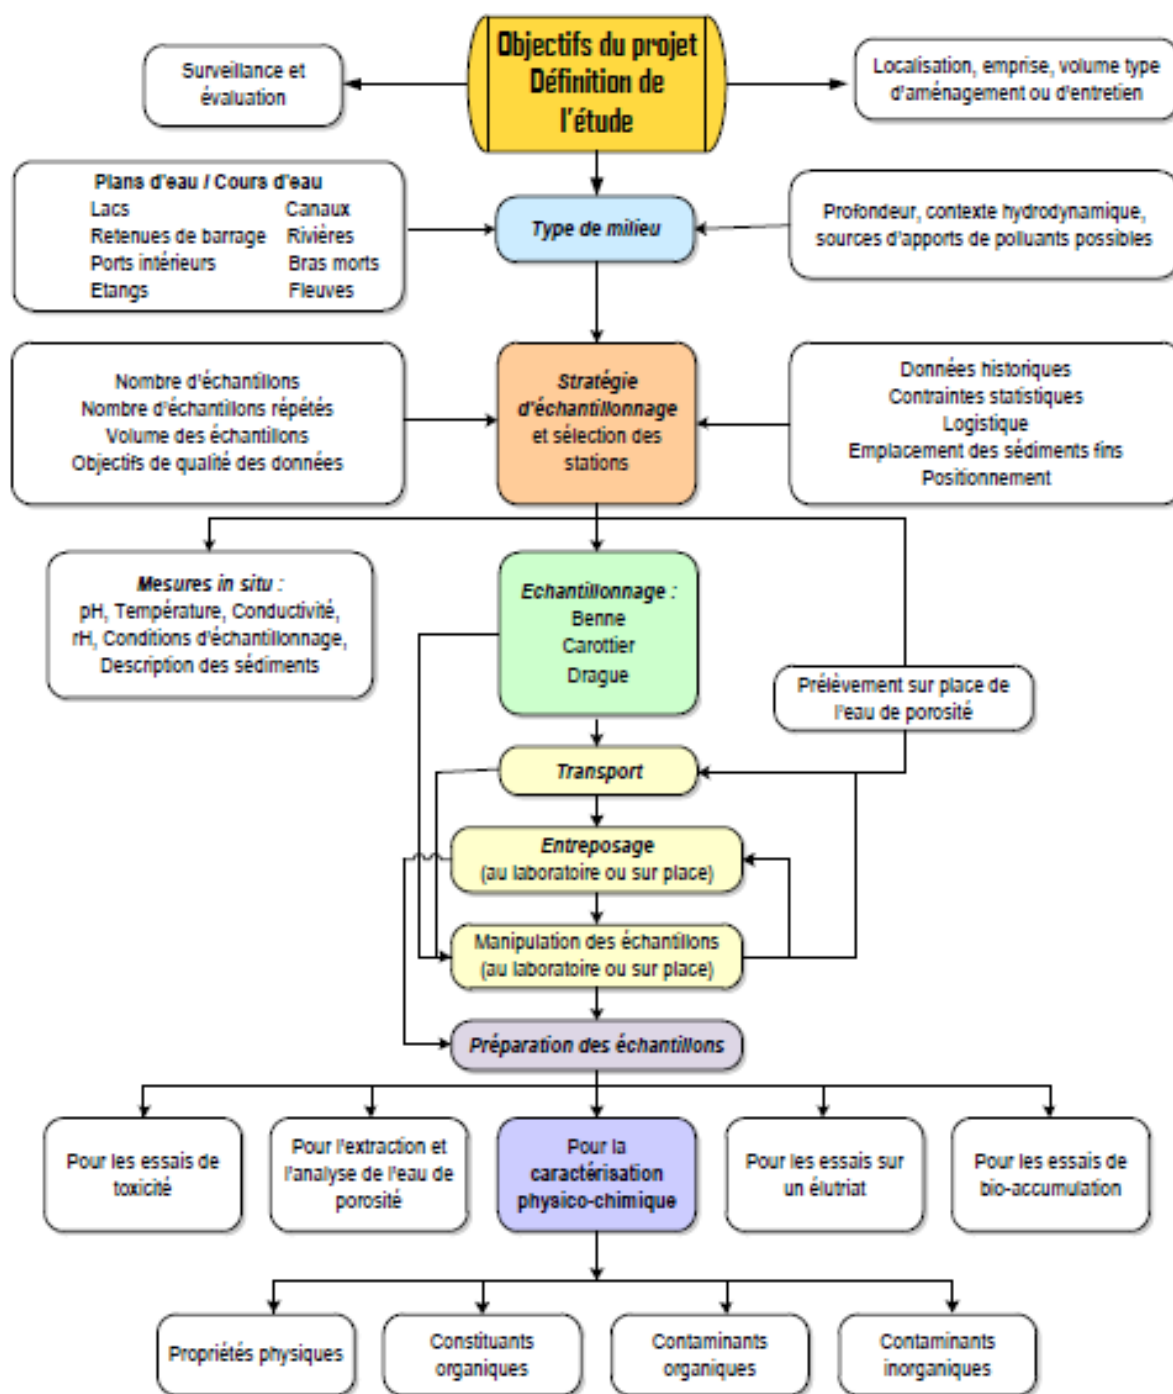 Objectifs du projet
Définition de
l'étude
Surveillance et
évaluation
Localisation, emprise, volume type
d'aménagement ou d'entretien
Plans d'eau / Cours d'eau
Lacs Canaux
Retenues de barrage Rivières
Ports intérieurs Bras morts
Etangs Fleuves
Type de milieu
Profondeur, contexte hydrodynamique,
sources d'apports de polluants possibles
Nombre d'échantillons
Nombre d'échantillons répétés
Volume des échantillons
Objectifs de qualité des données
Stratégie
d'échantillonnage
et sélection des
stations
Données historiques
Contraintes statistiques
Logistique
Emplacement des sédiments fins
Positionnement
Mesures in situ :
pH, Température, Conductivité,
rH, Conditions d'échantillonnage,
Description des sédiments
Echantillonnage :
Benne
Carottier
Drague
Prélèvement sur place de
l'eau de porosité
Transport
Entreposage
(au laboratoire ou sur place)
Manipulation des échantillons
(au laboratoire ou sur place)
Préparation des échantillons
Pour les essais de
toxicité
Pour l'extraction et
l'analyse de l'eau de
porosité
Pour la
caractérisation
physico-chimique
Pour les essais sur
un élutriat
Pour les essais de
bio-accumulation
Propriétés physiques
Constituants
organiques
Contaminants
organiques
Contaminants
inorganiques